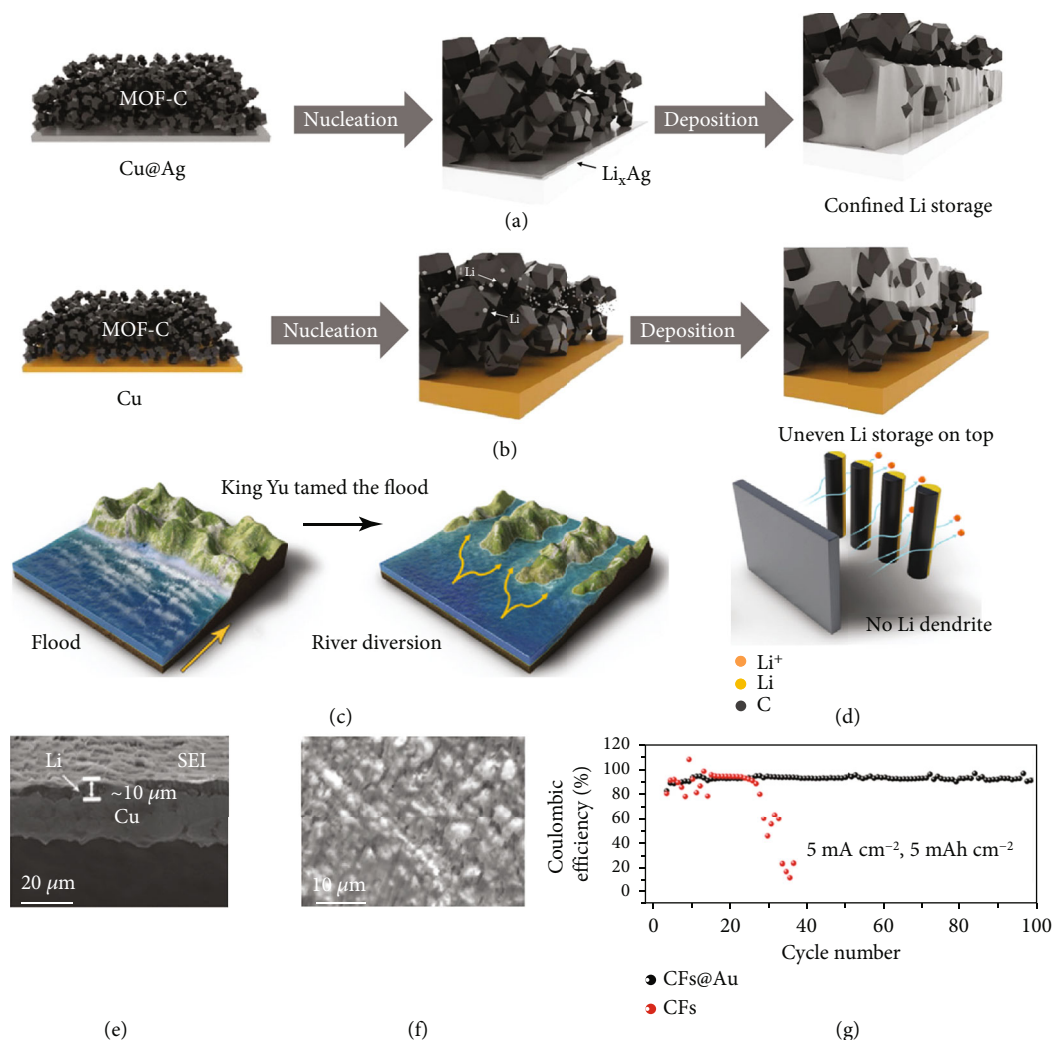 MOF-C
Cu@Ag
Nucleation
LiₓAg
Deposition
Confined Li storage
(a)
MOF-C
Cu
Nucleation
Li
Li
Deposition
Uneven Li storage on top
(b)
King Yu tamed the flood
Flood
River diversion
(c)
No Li dendrite
Li⁺
Li
C
(d)
Li
SEI
~10 μm
Cu
20 μm
(e)
10 μm
(f)
Coulombic
efficiency (%)
120
100
90
80
60
40
20
0
5 mA cm⁻², 5 mAh cm⁻²
0
20
40
60
80
100
Cycle number
CFs@Au
CFs
(g)